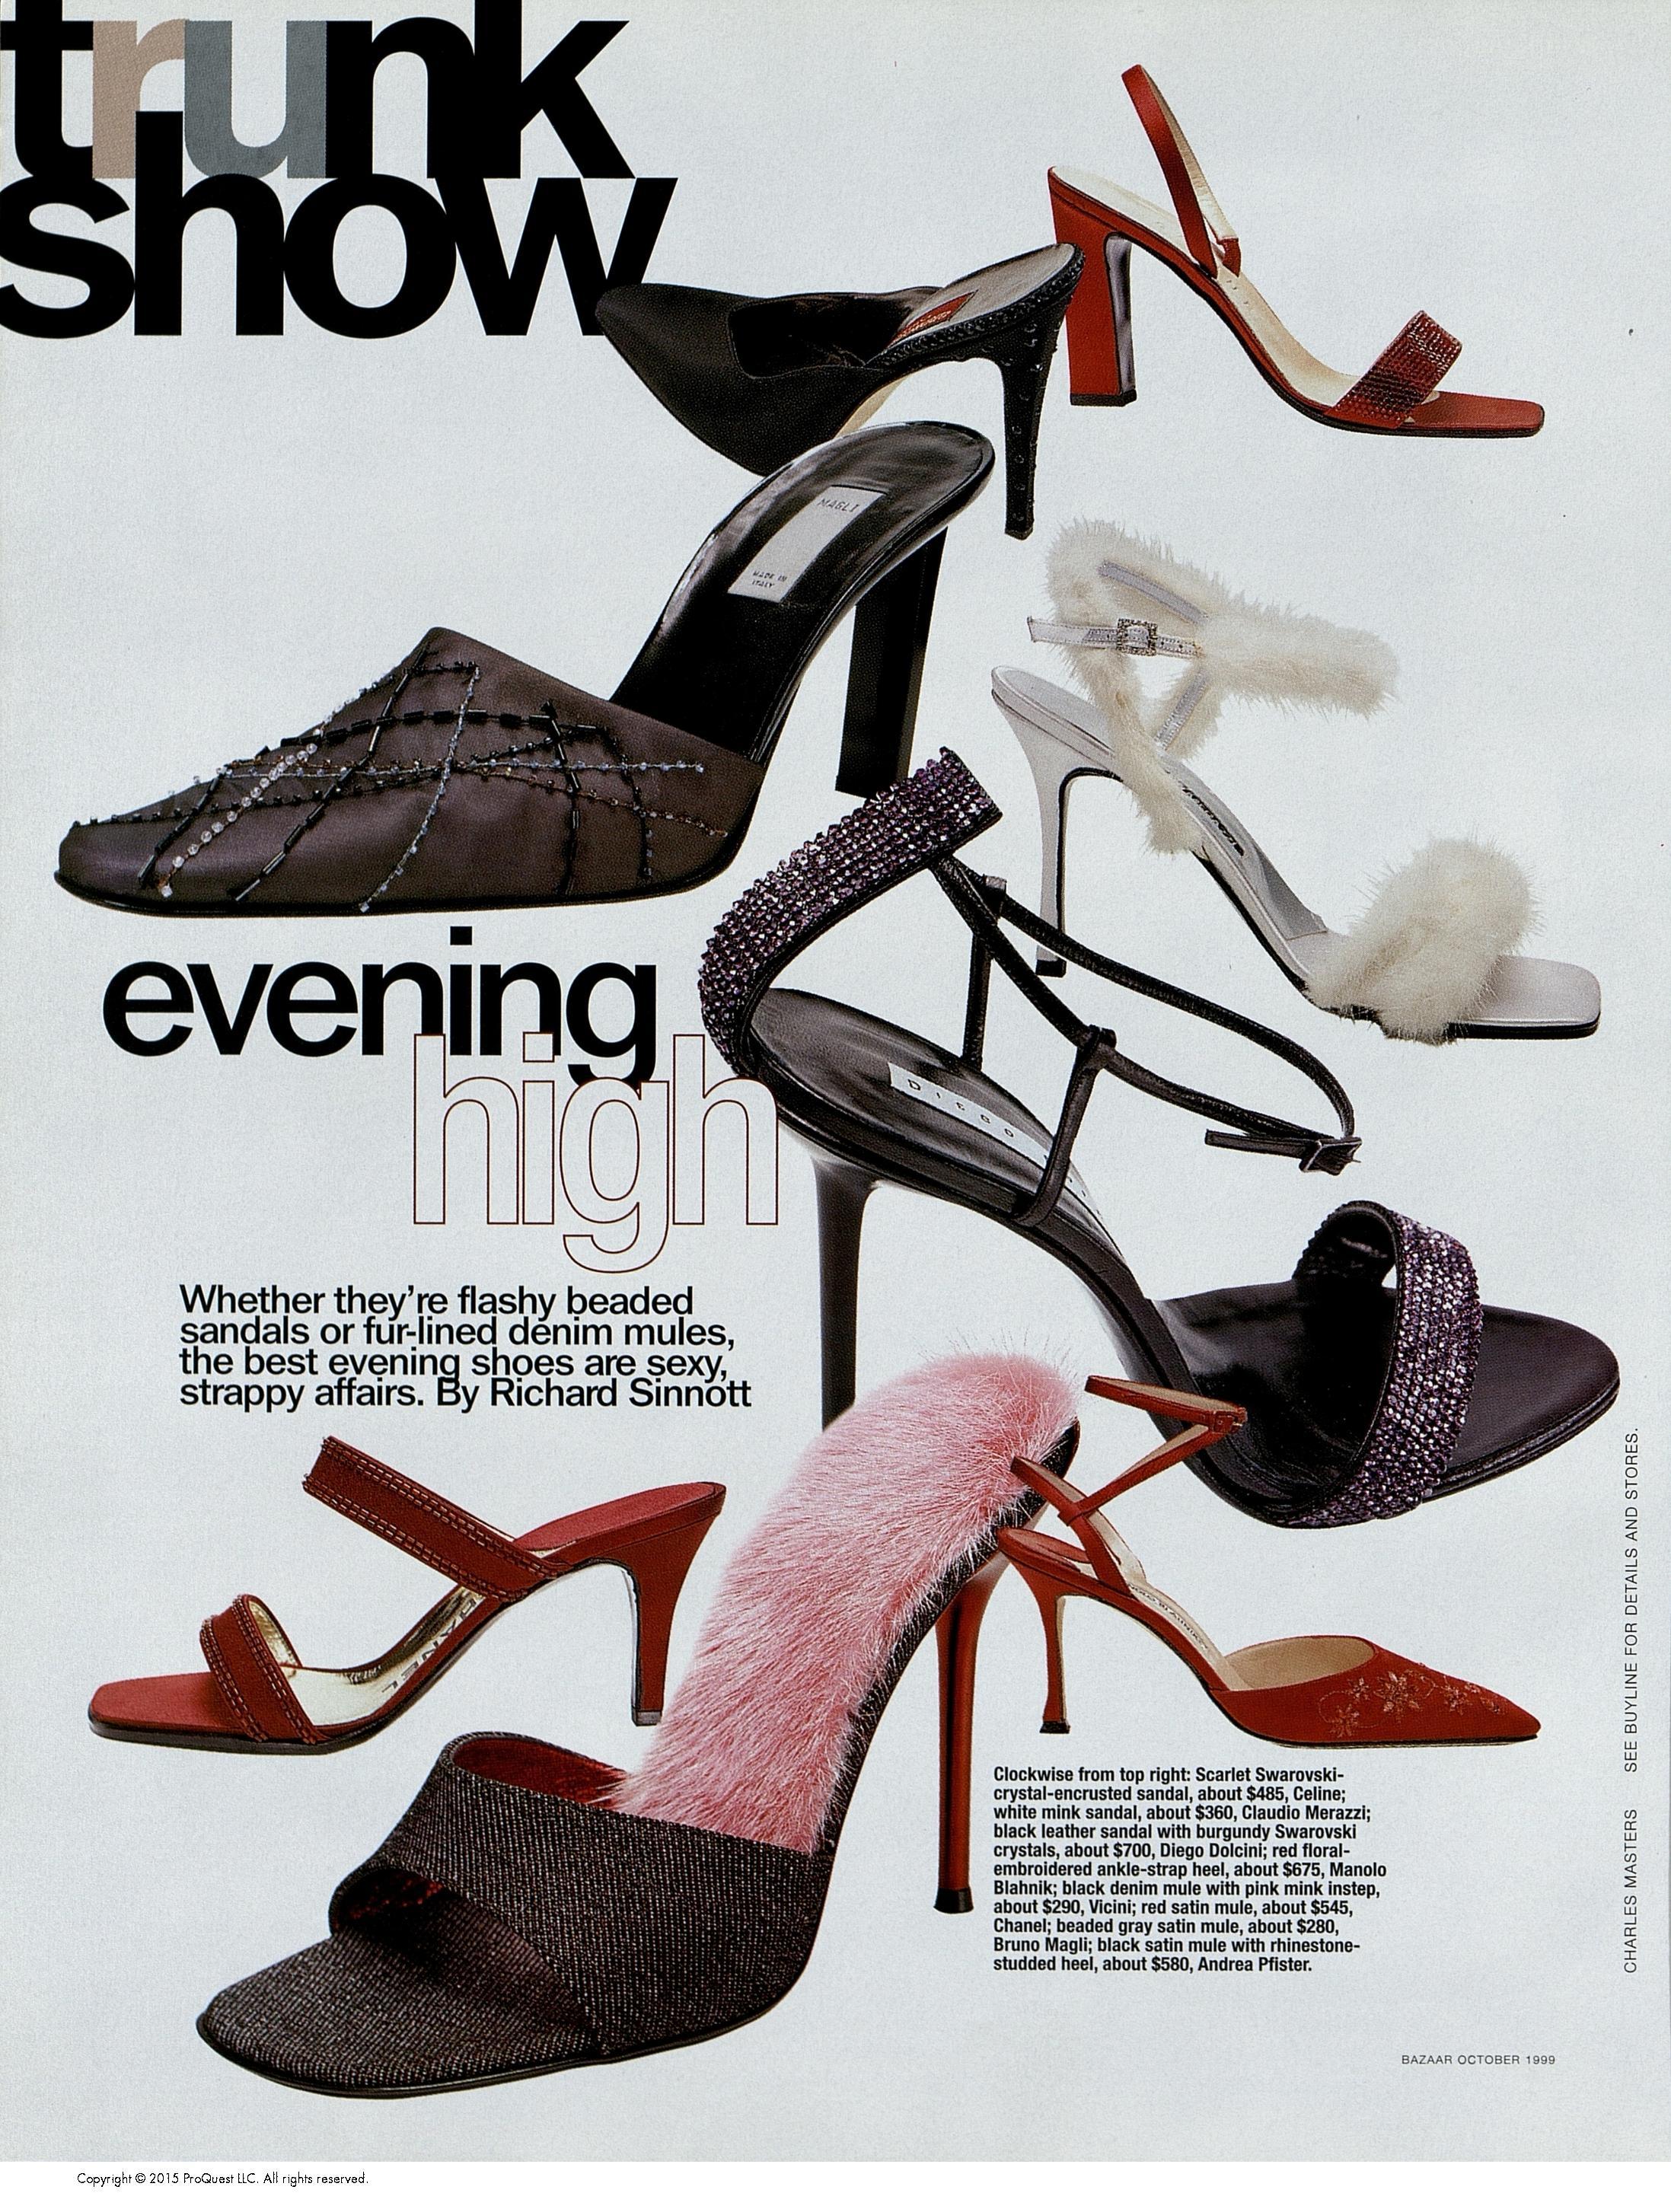 trunk
show
MAGLI
MADE IN
ITALY
evening
high
DIEGO
Whether they're flashy beaded
sandals or fur-lined denim mules,
the best evening shoes are sexy,
strappy affairs. By Richard Sinnott
CHANEL
Clockwise from top right: Scarlet Swarovski-
crystal-encrusted sandal, about $485, Celine;
white mink sandal, about $360, Claudio Merazzi;
black leather sandal with burgundy Swarovski
crystals, about $700, Diego Dolcini; red floral-
embroidered ankle-strap heel, about $675, Manolo
Blahnik; black denim mule with pink mink instep,
about $290, Vicini; red satin mule, about $545,
Chanel; beaded gray satin mule, about $280,
Bruno Magli; black satin mule with rhinestone-
studded heel, about $580, Andrea Pfister.
CHARLES MASTERS SEE BUYLINE FOR DETAILS AND STORES.
BAZAAR OCTOBER 1999
Copyright © 2015 ProQuest LLC. All rights reserved.